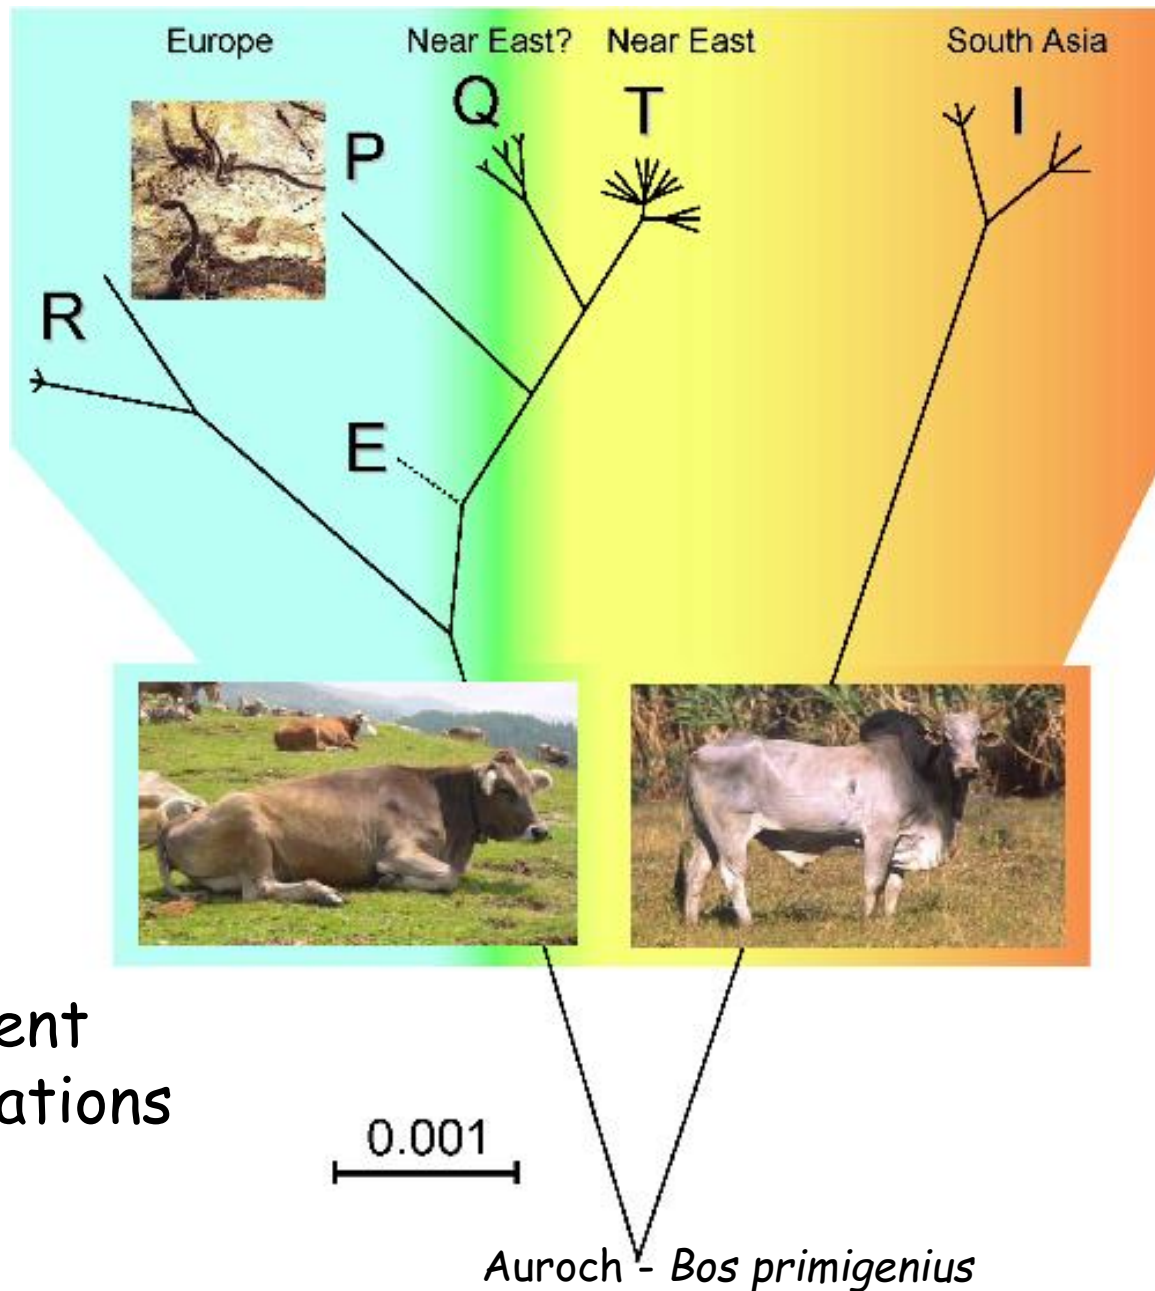 Europe Near East? Near East South Asia
Q T I
P
R
E
0.001
Auroch - Bos primigenius